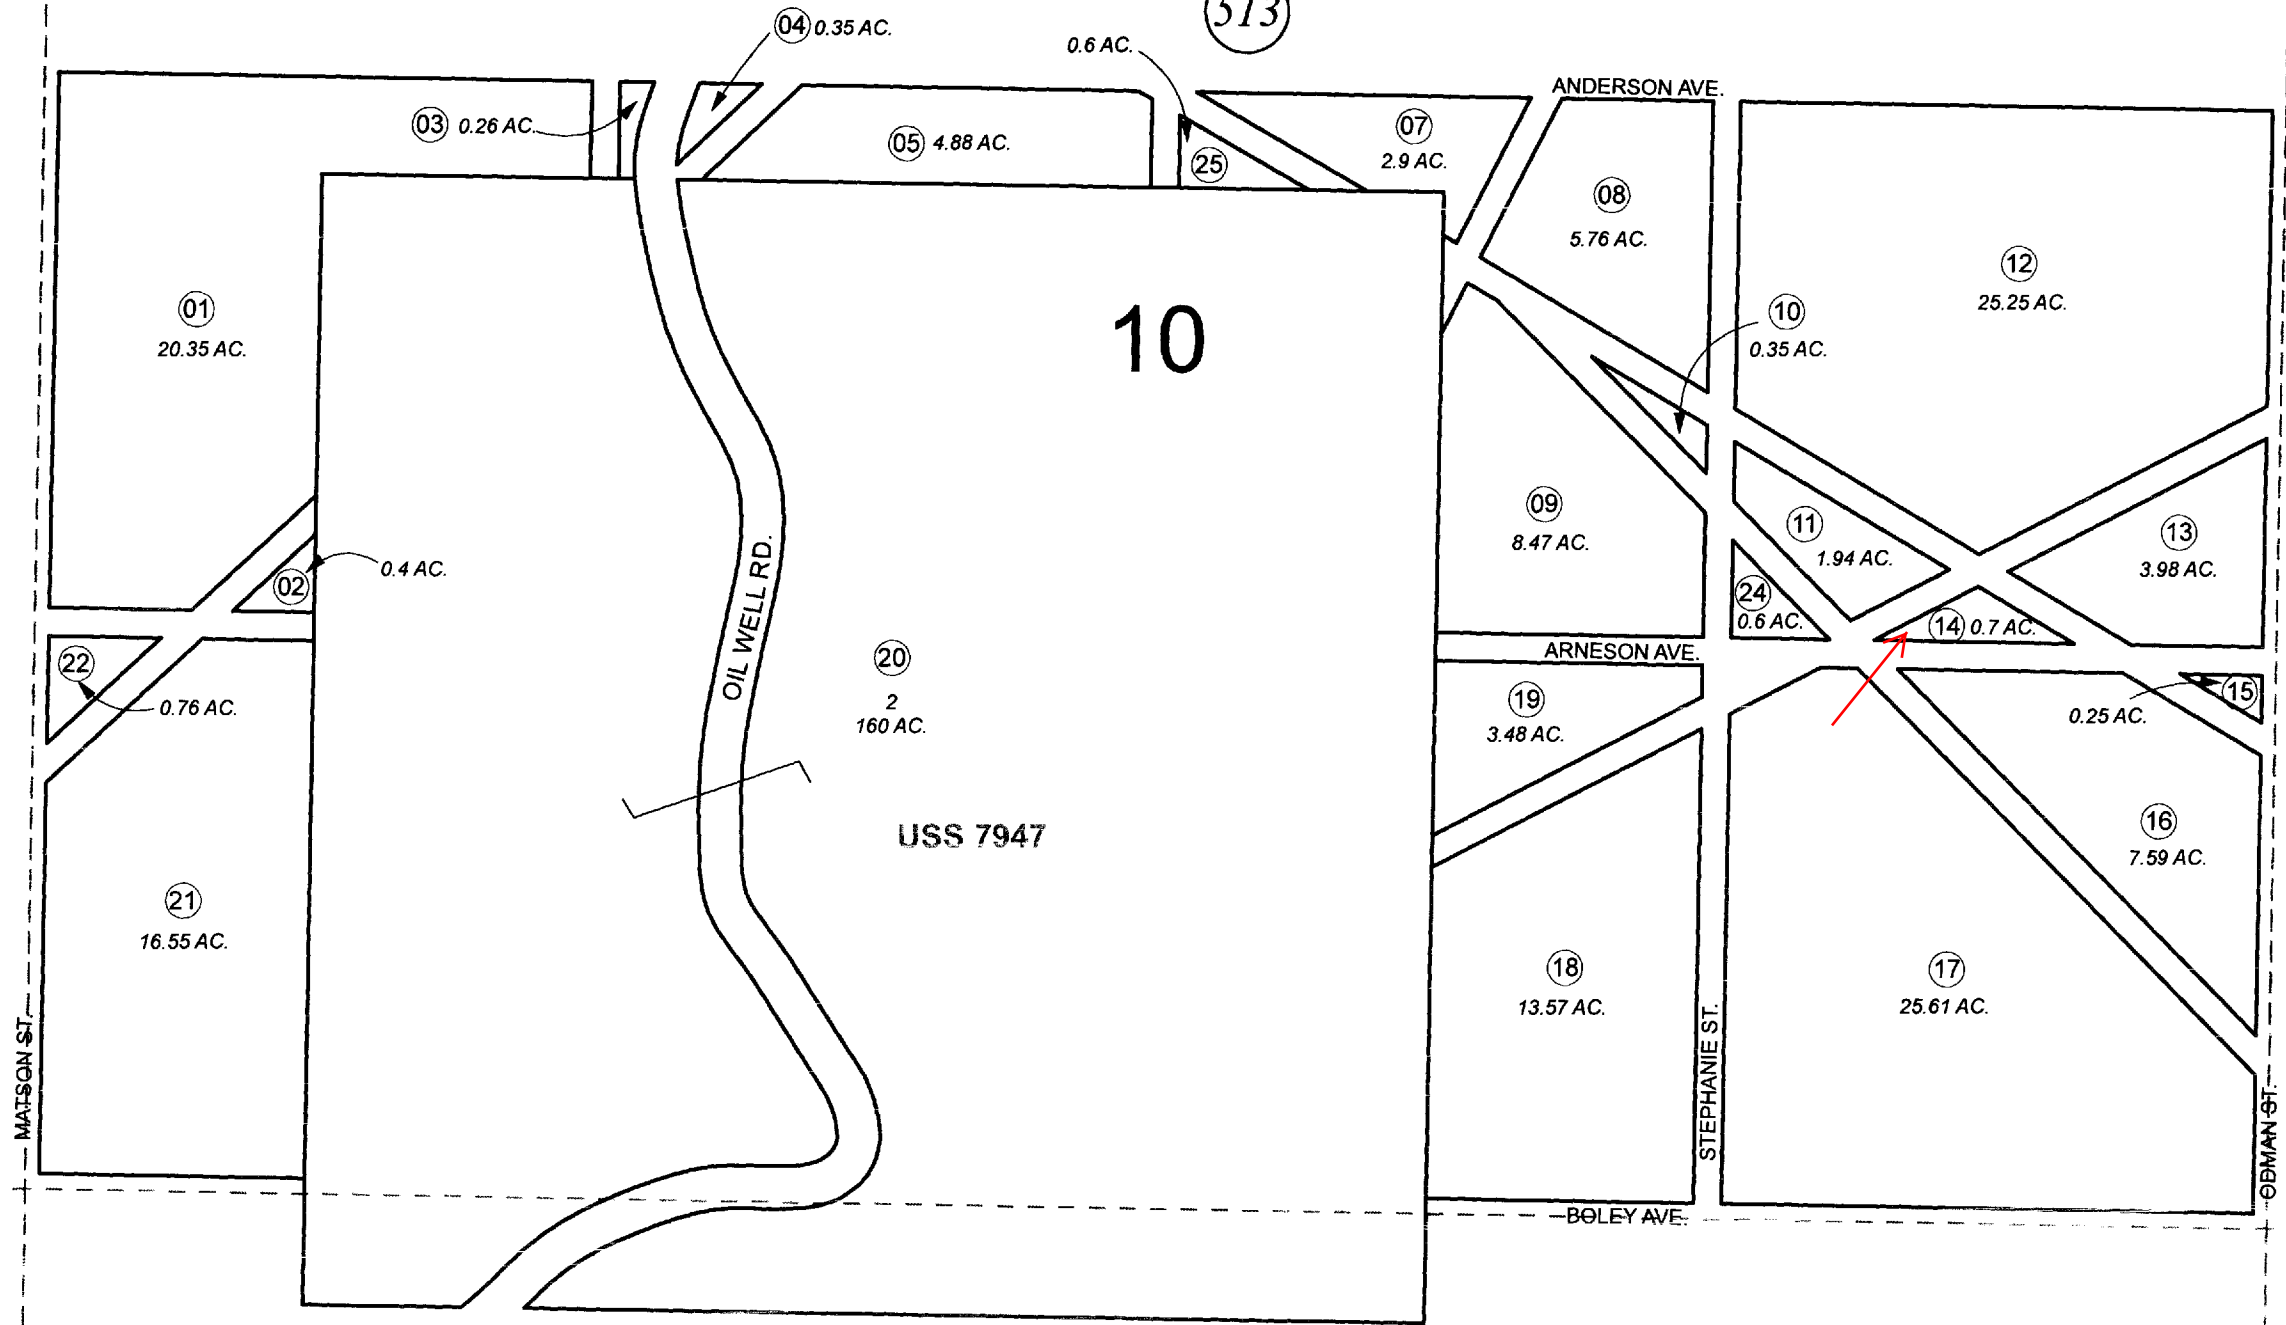 513
04 0.35 AC.
0.6 AC.
ANDERSON AVE.
03 0.26 AC.
05 4.88 AC.
07
2.9 AC.
25
08
5.76 AC.
12
25.25 AC.
01
20.35 AC.
10
10
0.35 AC.
09
8.47 AC.
11
1.94 AC.
13
3.98 AC.
02
0.4 AC.
24
0.6 AC.
14 0.7 AC.
OIL WELL RD.
ARNESON AVE.
22
0.76 AC.
20
2
160 AC.
19
3.48 AC.
15
0.25 AC.
USS 7947
16
7.59 AC.
21
16.55 AC.
18
13.57 AC.
17
25.61 AC.
MATSON ST.
STEPHANIE ST.
ODMAN ST.
BOLEY AVE.